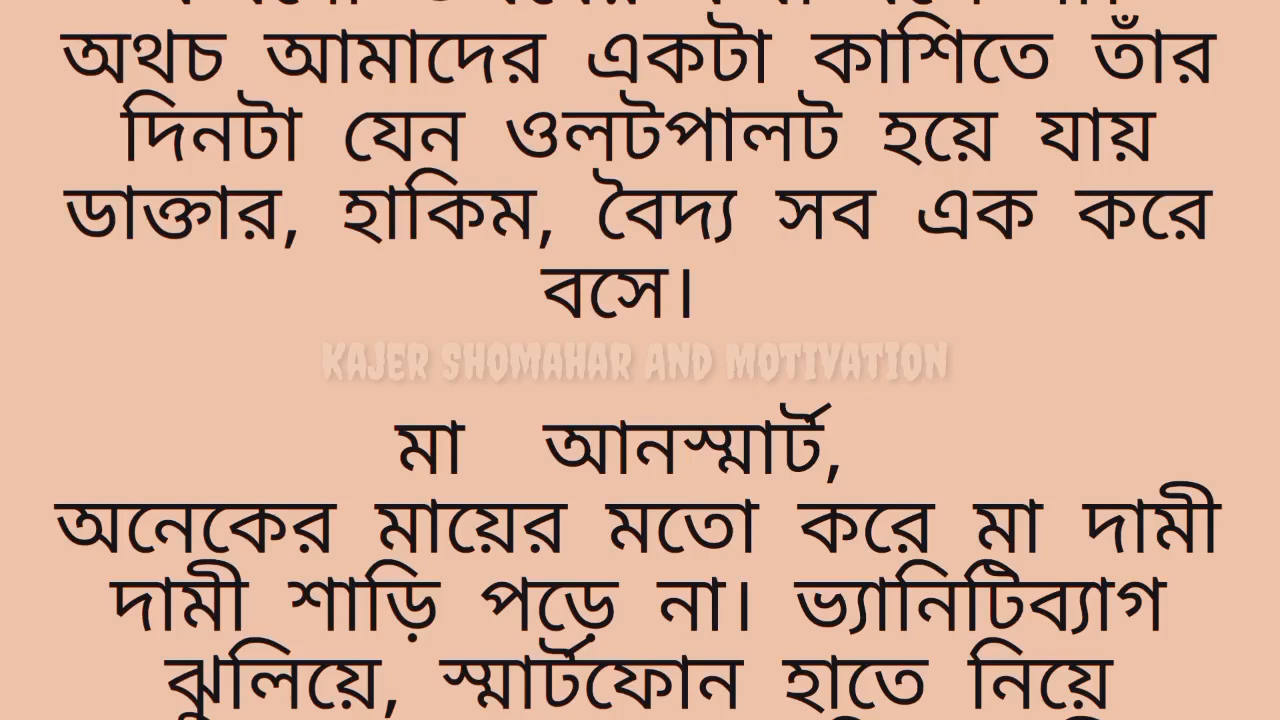 অথচ আমাদের একটা কাশিতে তাঁর
দিনটা যেন ওলটপালট হয়ে যায়
ডাক্তার, হাকিম, বৈদ্য সব এক করে
বসে।
KAJER SHOMAHAR AND MOTIVATION
মা আনস্মার্ট,
অনেকের মায়ের মতো করে মা দামী
দামী শাড়ি পড়ে না। ভ্যানিটিব্যাগ
ঝুলিয়ে, স্মার্টফোন হাতে নিয়ে